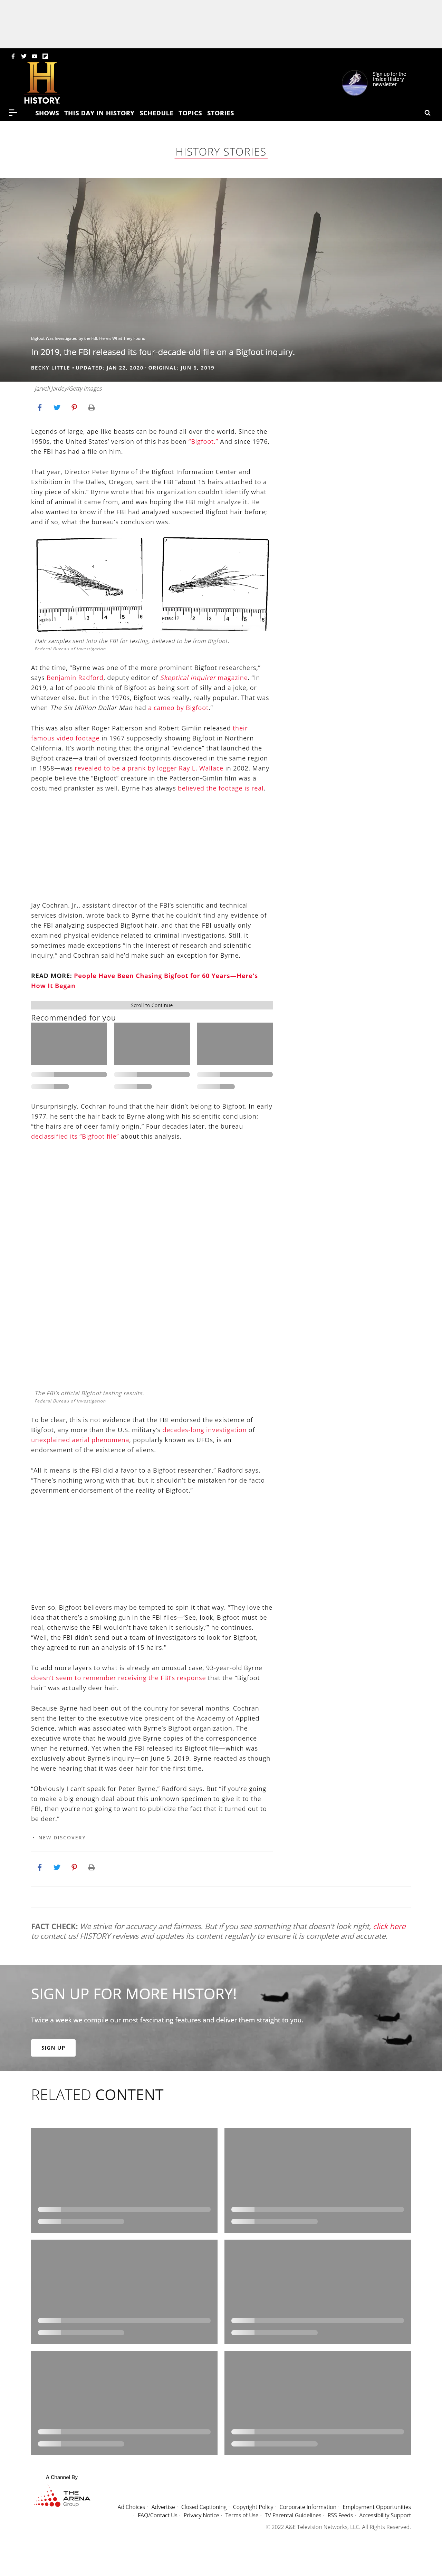 H
HISTORY.
Sign up for the
Inside History
newsletter
SHOWS THIS DAY IN HISTORY SCHEDULE TOPICS STORIES
HISTORY STORIES
Bigfoot Was Investigated by the FBI. Here's What They Found
In 2019, the FBI released its four-decade-old file on a Bigfoot inquiry.
BECKY LITTLE • UPDATED: JAN 22, 2020 · ORIGINAL: JUN 6, 2019
Jarvell Jardey/Getty Images
Legends of large, ape-like beasts can be found all over the world. Since the
1950s, the United States' version of this has been “Bigfoot.” And since 1976,
the FBI has had a file on him.
That year, Director Peter Byrne of the Bigfoot Information Center and
Exhibition in The Dalles, Oregon, sent the FBI “about 15 hairs attached to a
tiny piece of skin.” Byrne wrote that his organization couldn’t identify what
kind of animal it came from, and was hoping the FBI might analyze it. He
also wanted to know if the FBI had analyzed suspected Bigfoot hair before;
and if so, what the bureau’s conclusion was.
METRIC 1
METRIC 1
Hair samples sent into the FBI for testing, believed to be from Bigfoot.
Federal Bureau of Investigation
At the time, “Byrne was one of the more prominent Bigfoot researchers,”
says Benjamin Radford, deputy editor of Skeptical Inquirer magazine. “In
2019, a lot of people think of Bigfoot as being sort of silly and a joke, or
whatever else. But in the 1970s, Bigfoot was really, really popular. That was
when The Six Million Dollar Man had a cameo by Bigfoot.”
This was also after Roger Patterson and Robert Gimlin released their
famous video footage in 1967 supposedly showing Bigfoot in Northern
California. It’s worth noting that the original “evidence” that launched the
Bigfoot craze—a trail of oversized footprints discovered in the same region
in 1958—was revealed to be a prank by logger Ray L. Wallace in 2002. Many
people believe the “Bigfoot” creature in the Patterson-Gimlin film was a
costumed prankster as well. Byrne has always believed the footage is real.
Jay Cochran, Jr., assistant director of the FBI’s scientific and technical
services division, wrote back to Byrne that he couldn’t find any evidence of
the FBI analyzing suspected Bigfoot hair, and that the FBI usually only
examined physical evidence related to criminal investigations. Still, it
sometimes made exceptions “in the interest of research and scientific
inquiry,” and Cochran said he’d make such an exception for Byrne.
READ MORE: People Have Been Chasing Bigfoot for 60 Years—Here's
How It Began
Scroll to Continue
Recommended for you
Unsurprisingly, Cochran found that the hair didn’t belong to Bigfoot. In early
1977, he sent the hair back to Byrne along with his scientific conclusion:
“the hairs are of deer family origin.” Four decades later, the bureau
declassified its “Bigfoot file” about this analysis.
The FBI’s official Bigfoot testing results.
Federal Bureau of Investigation
To be clear, this is not evidence that the FBI endorsed the existence of
Bigfoot, any more than the U.S. military’s decades-long investigation of
unexplained aerial phenomena, popularly known as UFOs, is an
endorsement of the existence of aliens.
“All it means is the FBI did a favor to a Bigfoot researcher,” Radford says.
“There’s nothing wrong with that, but it shouldn’t be mistaken for de facto
government endorsement of the reality of Bigfoot.”
Even so, Bigfoot believers may be tempted to spin it that way. “They love the
idea that there’s a smoking gun in the FBI files—‘See, look, Bigfoot must be
real, otherwise the FBI wouldn’t have taken it seriously,’” he continues.
“Well, the FBI didn’t send out a team of investigators to look for Bigfoot,
they agreed to run an analysis of 15 hairs.”
To add more layers to what is already an unusual case, 93-year-old Byrne
doesn’t seem to remember receiving the FBI’s response that the “Bigfoot
hair” was actually deer hair.
Because Byrne had been out of the country for several months, Cochran
sent the letter to the executive vice president of the Academy of Applied
Science, which was associated with Byrne’s Bigfoot organization. The
executive wrote that he would give Byrne copies of the correspondence
when he returned. Yet when the FBI released its Bigfoot file—which was
exclusively about Byrne’s inquiry—on June 5, 2019, Byrne reacted as though
he were hearing that it was deer hair for the first time.
“Obviously I can’t speak for Peter Byrne,” Radford says. But “if you’re going
to make a big enough deal about this unknown specimen to give it to the
FBI, then you’re not going to want to publicize the fact that it turned out to
be deer.”
NEW DISCOVERY
FACT CHECK: We strive for accuracy and fairness. But if you see something that doesn't look right, click here
to contact us! HISTORY reviews and updates its content regularly to ensure it is complete and accurate.
SIGN UP FOR MORE HISTORY!
Twice a week we compile our most fascinating features and deliver them straight to you.
SIGN UP
RELATED CONTENT
A Channel By
THE
ARENA
Group
Ad Choices · Advertise · Closed Captioning · Copyright Policy · Corporate Information · Employment Opportunities
· FAQ/Contact Us · Privacy Notice · Terms of Use · TV Parental Guidelines · RSS Feeds · Accessibility Support
© 2022 A&E Television Networks, LLC. All Rights Reserved.